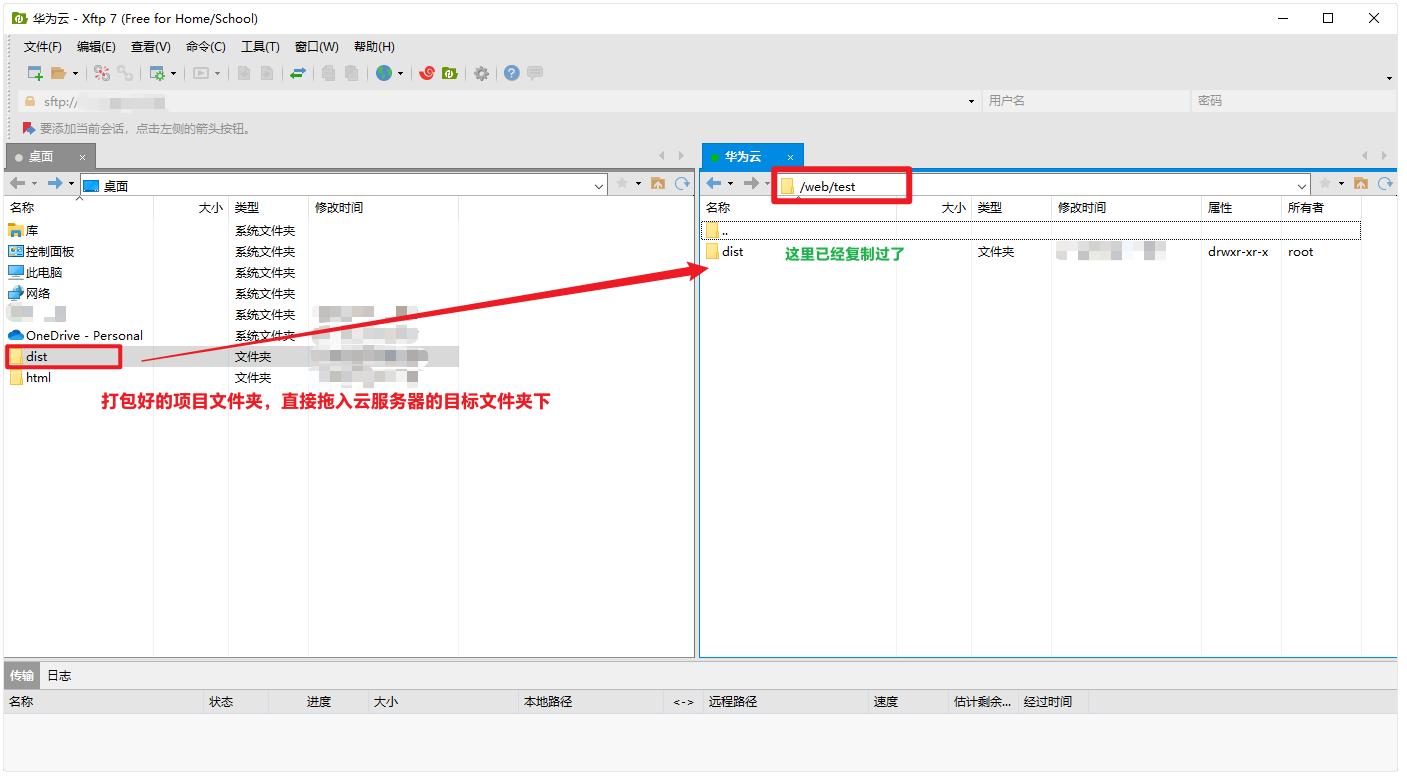 华为云 - Xftp 7 (Free for Home/School)
文件(F) 编辑(E) 查看(V) 命令(C) 工具(T) 窗口(W) 帮助(H)
sftp://
用户名
密码
要添加当前会话，点击左侧的箭头按钮。
桌面
桌面
名称 大小 类型 修改时间
库 系统文件夹
控制面板 系统文件夹
此电脑 系统文件夹
网络 系统文件夹
系统文件夹
OneDrive - Personal 系统文件夹
dist 文件夹
html 文件夹
打包好的项目文件夹，直接拖入云服务器的目标文件夹下
华为云
/web/test
名称 大小 类型 修改时间 属性 所有者
..
dist 文件夹 drwxr-xr-x root
这里已经复制过了
传输 日志
名称 状态 进度 大小 本地路径 <-> 远程路径 速度 估计剩余... 经过时间